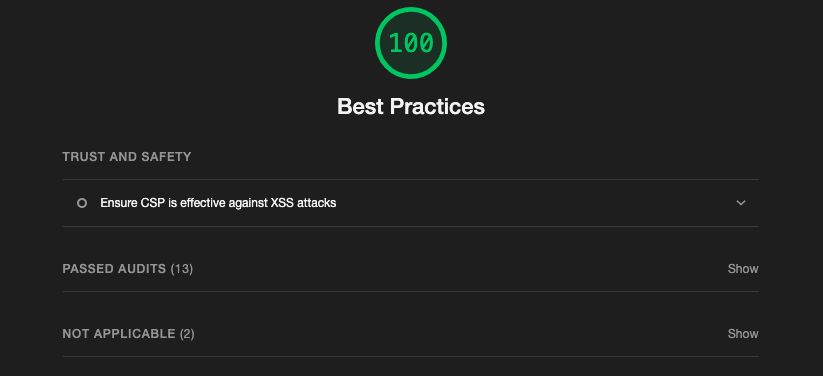 100
Best Practices
TRUST AND SAFETY
Ensure CSP is effective against XSS attacks
PASSED AUDITS (13) Show
NOT APPLICABLE (2) Show